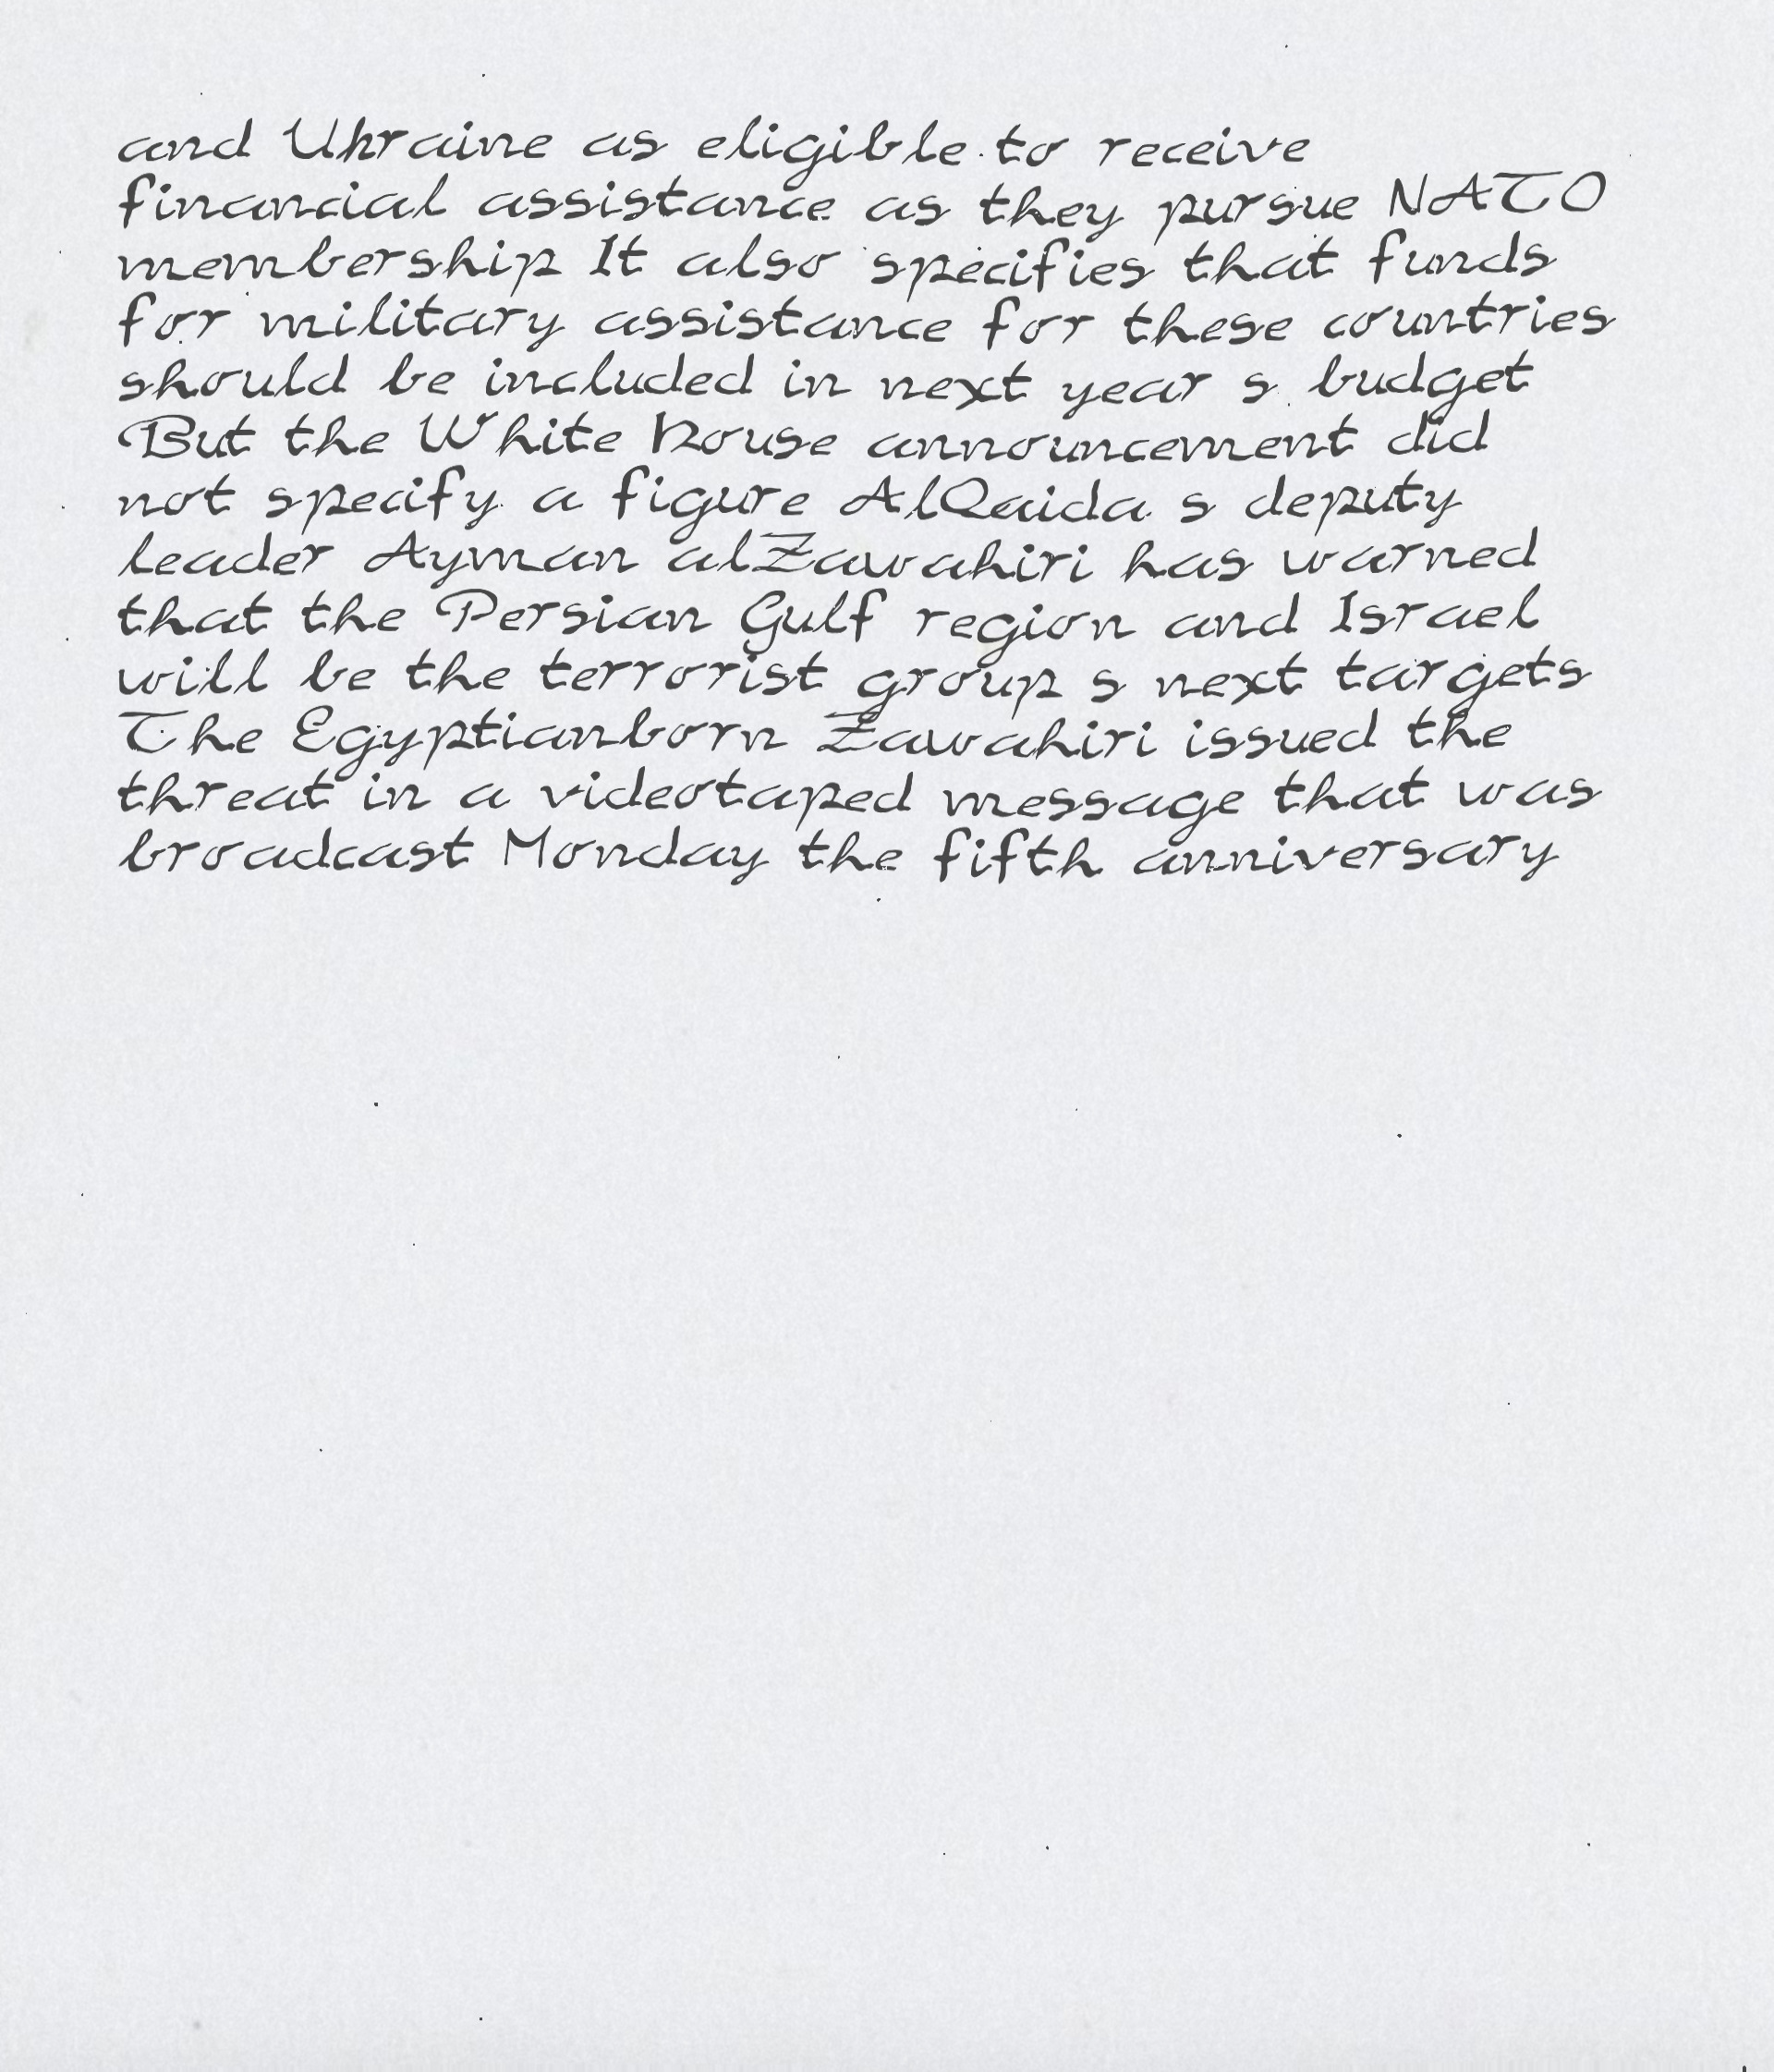 and Ukraine as eligible to receive
financial assistance as they pursue NATO
membership It also specifies that funds
for military assistance for these countries
should be included in next year s budget
But the White House announcement did
not specify a figure AlQaida s deputy
leader Ayman alZawahiri has warned
that the Persian Gulf region and Israel
will be the terrorist group s next targets
The Egyptianborn Zawahiri issued the
threat in a videotaped message that was
broadcast Monday the fifth anniversary